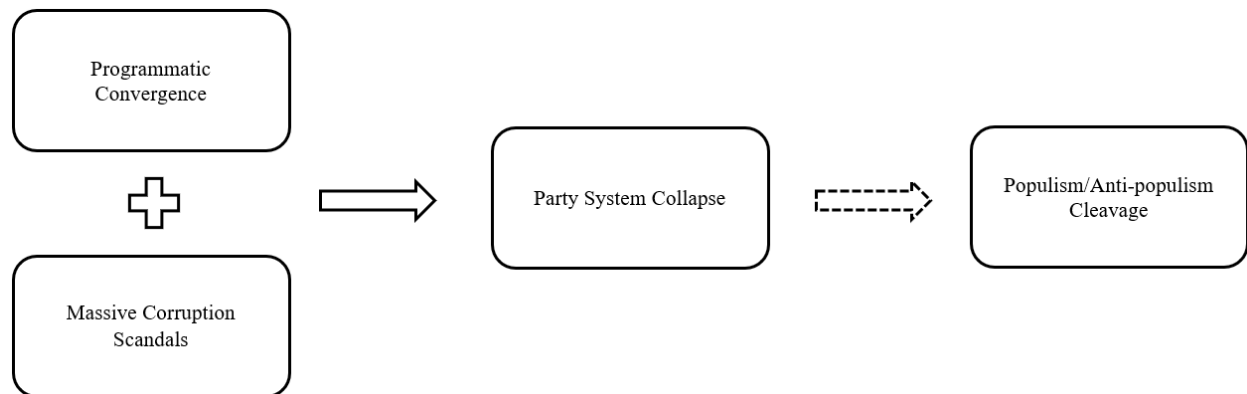 Programmatic
Convergence
Massive Corruption
Scandals
Party System Collapse
Populism/Anti-populism
Cleavage